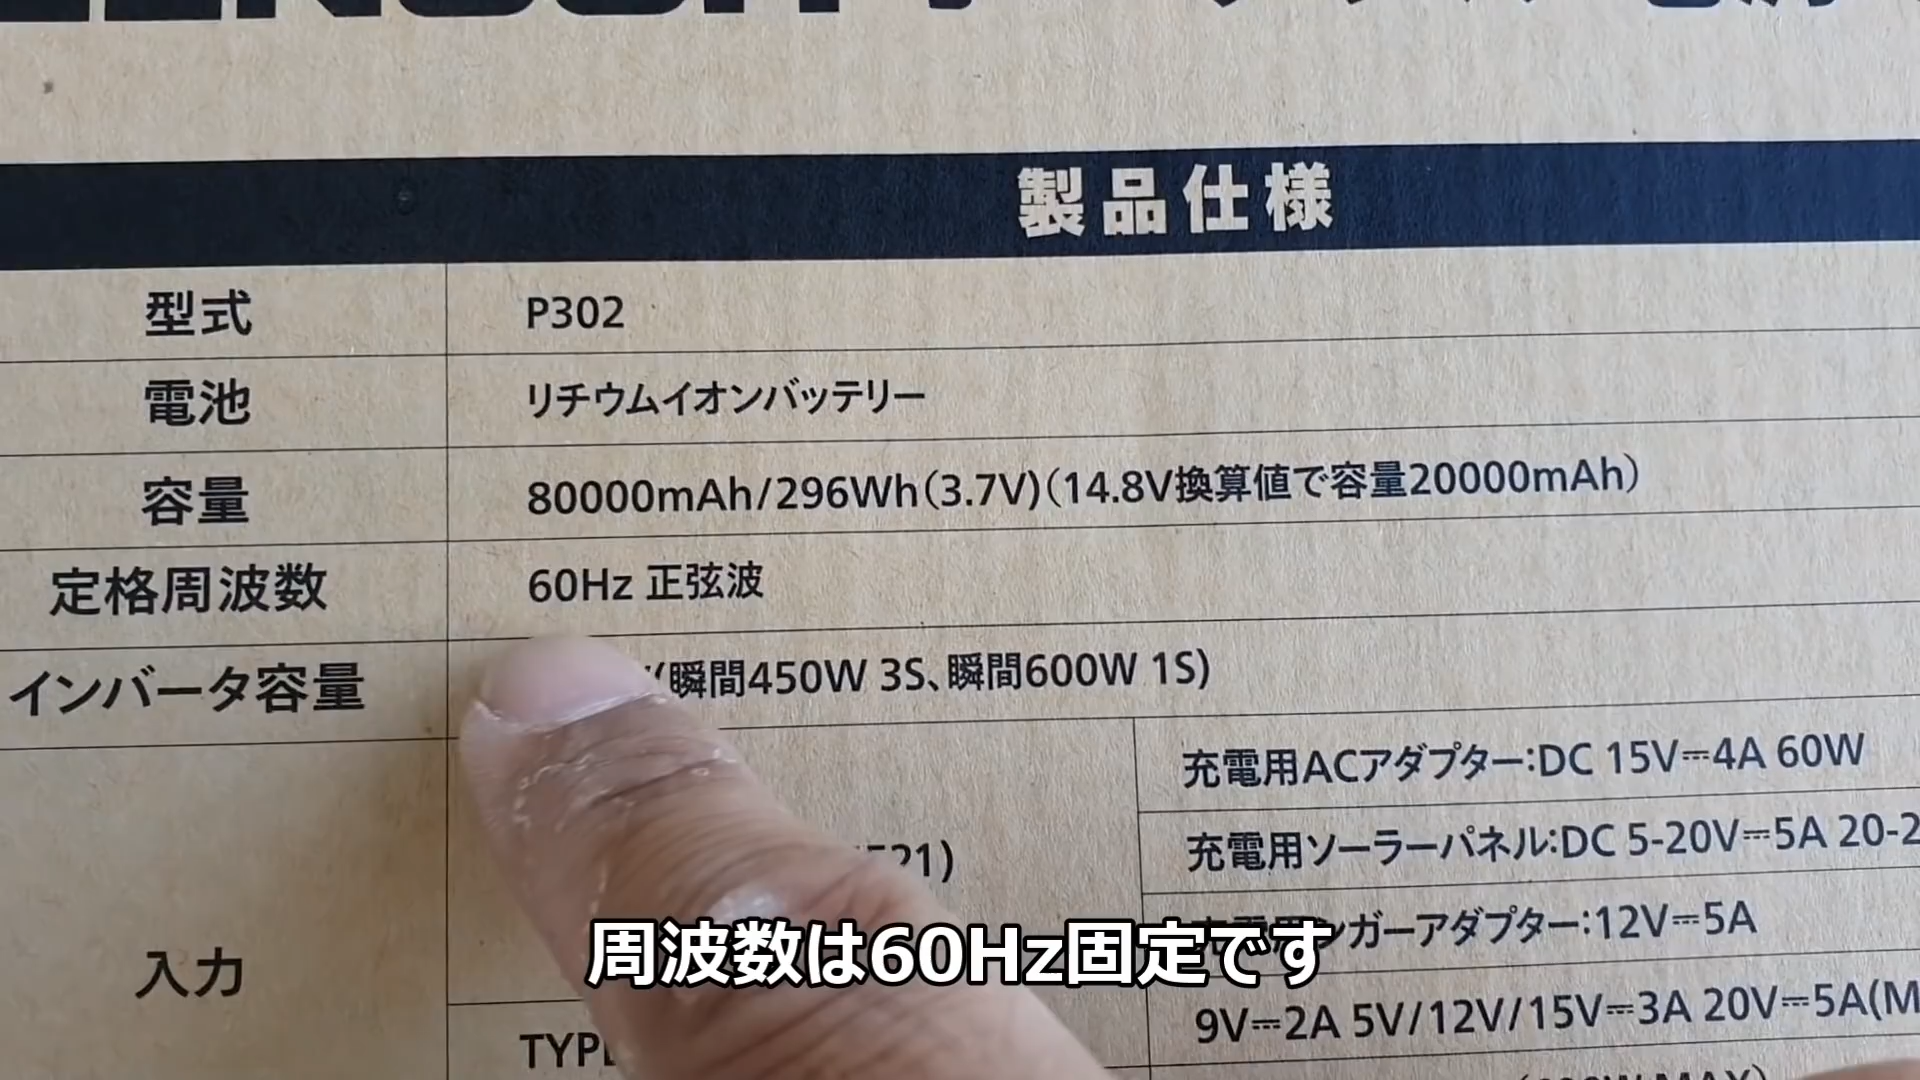 製品仕様
型式 P302
電池 リチウムイオンバッテリー
容量 80000mAh/296Wh(3.7V)(14.8V換算値で容量20000mAh)
定格周波数 60Hz 正弦波
インバータ容量 (瞬間450W 3S、瞬間600W 1S)
充電用ACアダプター:DC 15V⎓4A 60W
充電用ソーラーパネル:DC 5-20V⎓5A 20-2
521)
ガーアダプター:12V⎓5A
周波数は60Hz固定です
入力
9V⎓2A 5V/12V/15V⎓3A 20V⎓5A(M
TYP